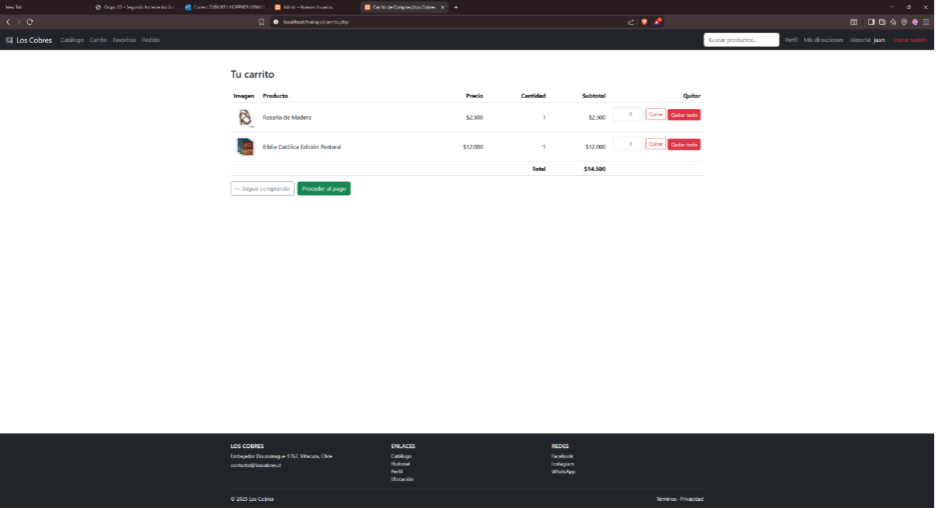 New Tab
Carrito de Compras | Los Cobres
localhost/trabajo/carrito.php
Los Cobres Catálogo Carrito Favoritos Pedido
Buscar productos...
Perfil Mis direcciones Historial Juan Cerrar sesión
Tu carrito
Imagen Producto Precio Cantidad Subtotal Quitar
Rosario de Madera $2.500 1 $2.500 1 Quitar Quitar todo
Biblia Católica Edición Pastoral $12.000 1 $12.000 1 Quitar Quitar todo
Total $14.500
← Seguir comprando Proceder al pago
LOS COBRES ENLACES REDES
Embajador Doussinague 1767, Vitacura, Chile Catálogo Facebook
contacto@loscobres.cl Historial Instagram
Perfil WhatsApp
Ubicación
© 2025 Los Cobres Términos · Privacidad